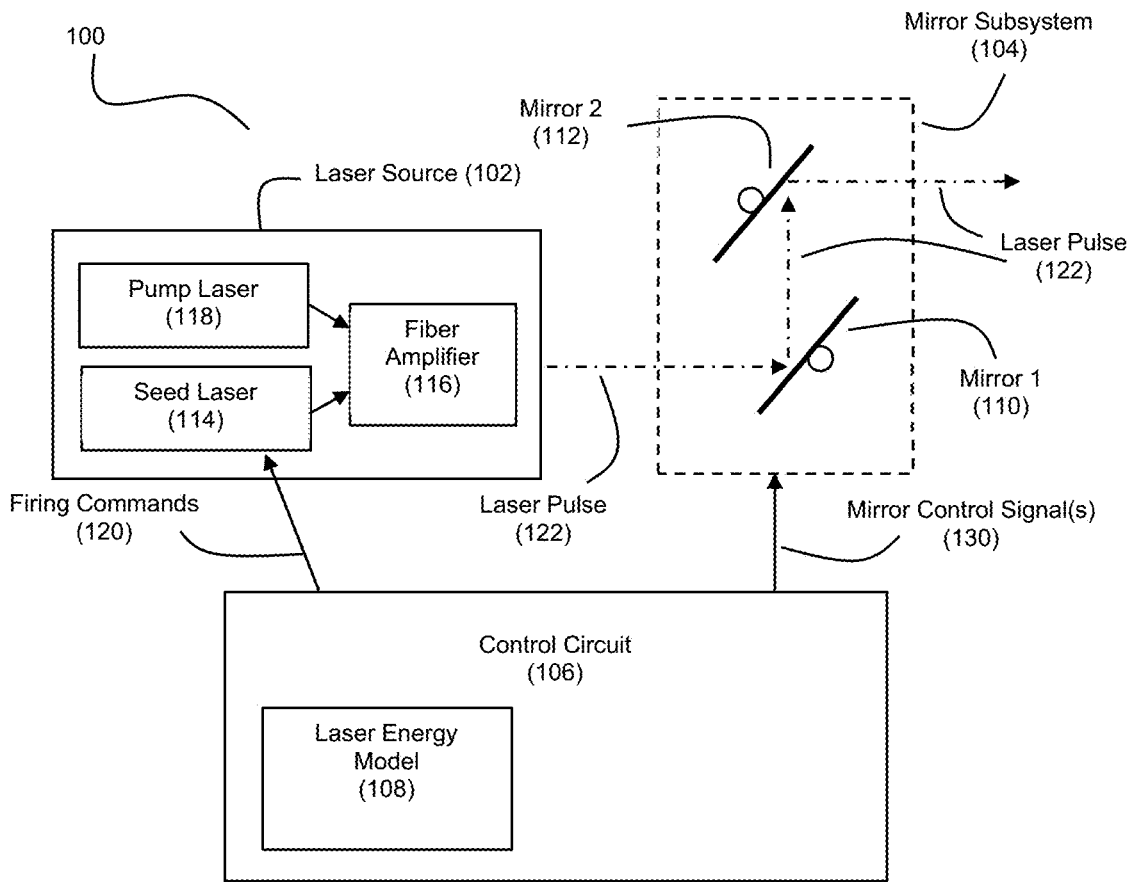 100
Mirror Subsystem
(104)
Mirror 2
(112)
Laser Source (102)
Pump Laser
(118)
Fiber
Amplifier
(116)
Seed Laser
(114)
Laser Pulse
(122)
Mirror 1
(110)
Firing Commands
(120)
Laser Pulse
(122)
Mirror Control Signal(s)
(130)
Control Circuit
(106)
Laser Energy
Model
(108)